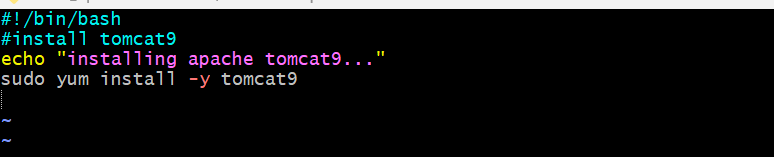 #!/bin/bash
#install tomcat9
echo "installing apache tomcat9..."
sudo yum install -y tomcat9
~
~